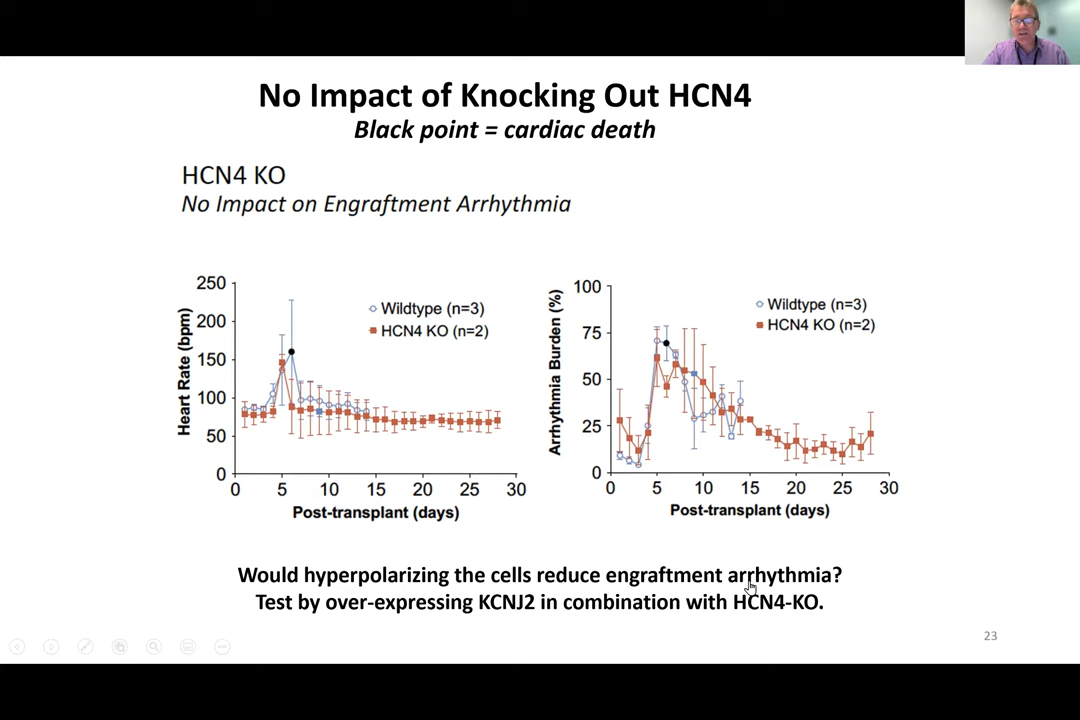 No Impact of Knocking Out HCN4
Black point = cardiac death
HCN4 KO
No Impact on Engraftment Arrhythmia
Heart Rate (bpm)
250
200
150
100
50
0
0 5 10 15 20 25 30
Post-transplant (days)
Wildtype (n=3)
HCN4 KO (n=2)
Arrhythmia Burden (%)
100
75
50
25
0
0 5 10 15 20 25 30
Post-transplant (days)
Wildtype (n=3)
HCN4 KO (n=2)
Would hyperpolarizing the cells reduce engraftment arrhythmia?
Test by over-expressing KCNJ2 in combination with HCN4-KO.
23